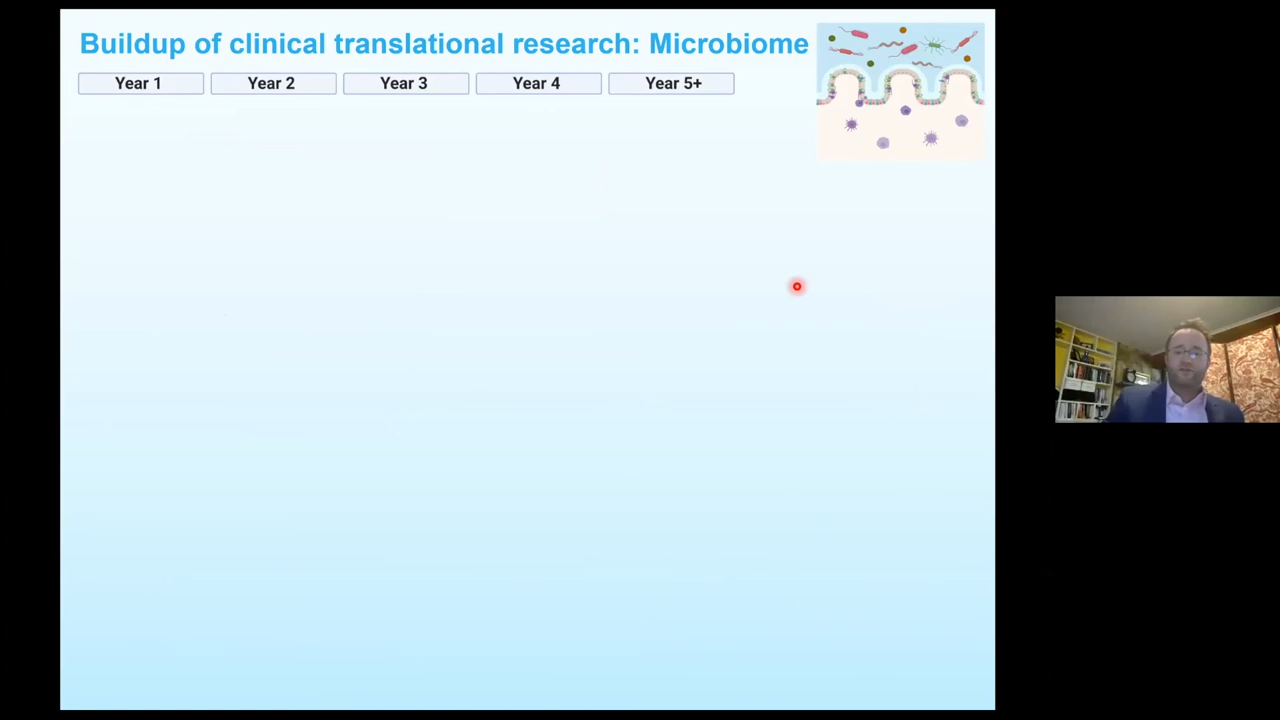 Buildup of clinical translational research: Microbiome
Year 1
Year 2
Year 3
Year 4
Year 5+